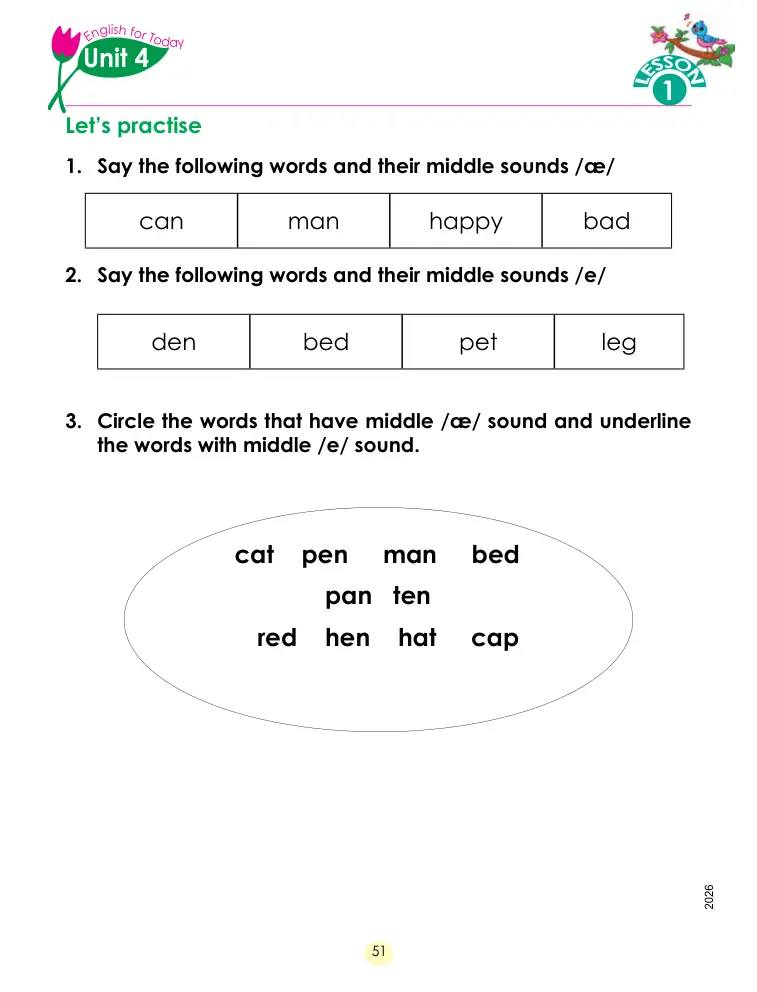 English for Today
Unit 4
LESSON
1
Let's practise
1. Say the following words and their middle sounds /æ/
can man happy bad
2. Say the following words and their middle sounds /e/
den bed pet leg
3. Circle the words that have middle /æ/ sound and underline
the words with middle /e/ sound.
cat pen man bed
pan ten
red hen hat cap
2026
51